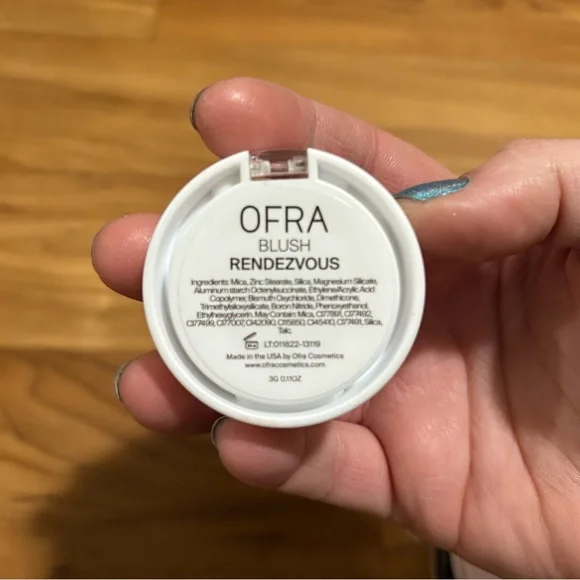 OFRA
BLUSH
RENDEZVOUS
Ingredients: Mica, Zinc Stearate, Silica, Magnesium Silicate,
Aluminum starch Octenylsuccinate, Ethylene/Acrylic Acid
Copolymer, Bismuth Oxychloride, Dimethicone,
Trimethylsiloxysilicate, Boron Nitride, Phenoxyethanol,
Ethylhexyglycerin. May Contain: Mica, CI77891, CI77492,
CI77499, CI77007, CI42090, CI15850, CI45410, CI77491, Silica,
Talc.
LT:011822-13119
Made in the USA by Ofra Cosmetics
www.ofracosmetics.com
3G 0.11OZ